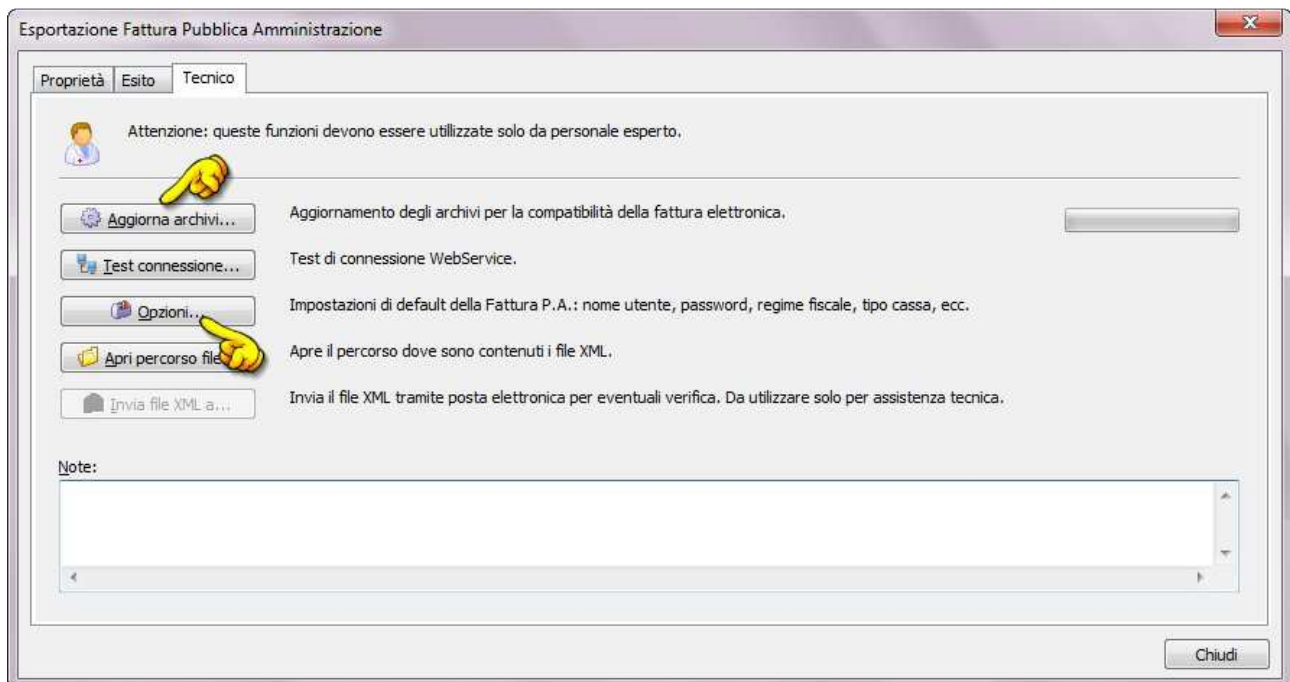 Esportazione Fattura Pubblica Amministrazione
Proprietà Esito Tecnico
Attenzione: queste funzioni devono essere utilizzate solo da personale esperto.
Aggiorna archivi... Aggiornamento degli archivi per la compatibilità della fattura elettronica.
Test connessione... Test di connessione WebService.
Opzioni... Impostazioni di default della Fattura P.A.: nome utente, password, regime fiscale, tipo cassa, ecc.
Apri percorso file Apre il percorso dove sono contenuti i file XML.
Invia file XML a... Invia il file XML tramite posta elettronica per eventuali verifica. Da utilizzare solo per assistenza tecnica.
Note:
Chiudi